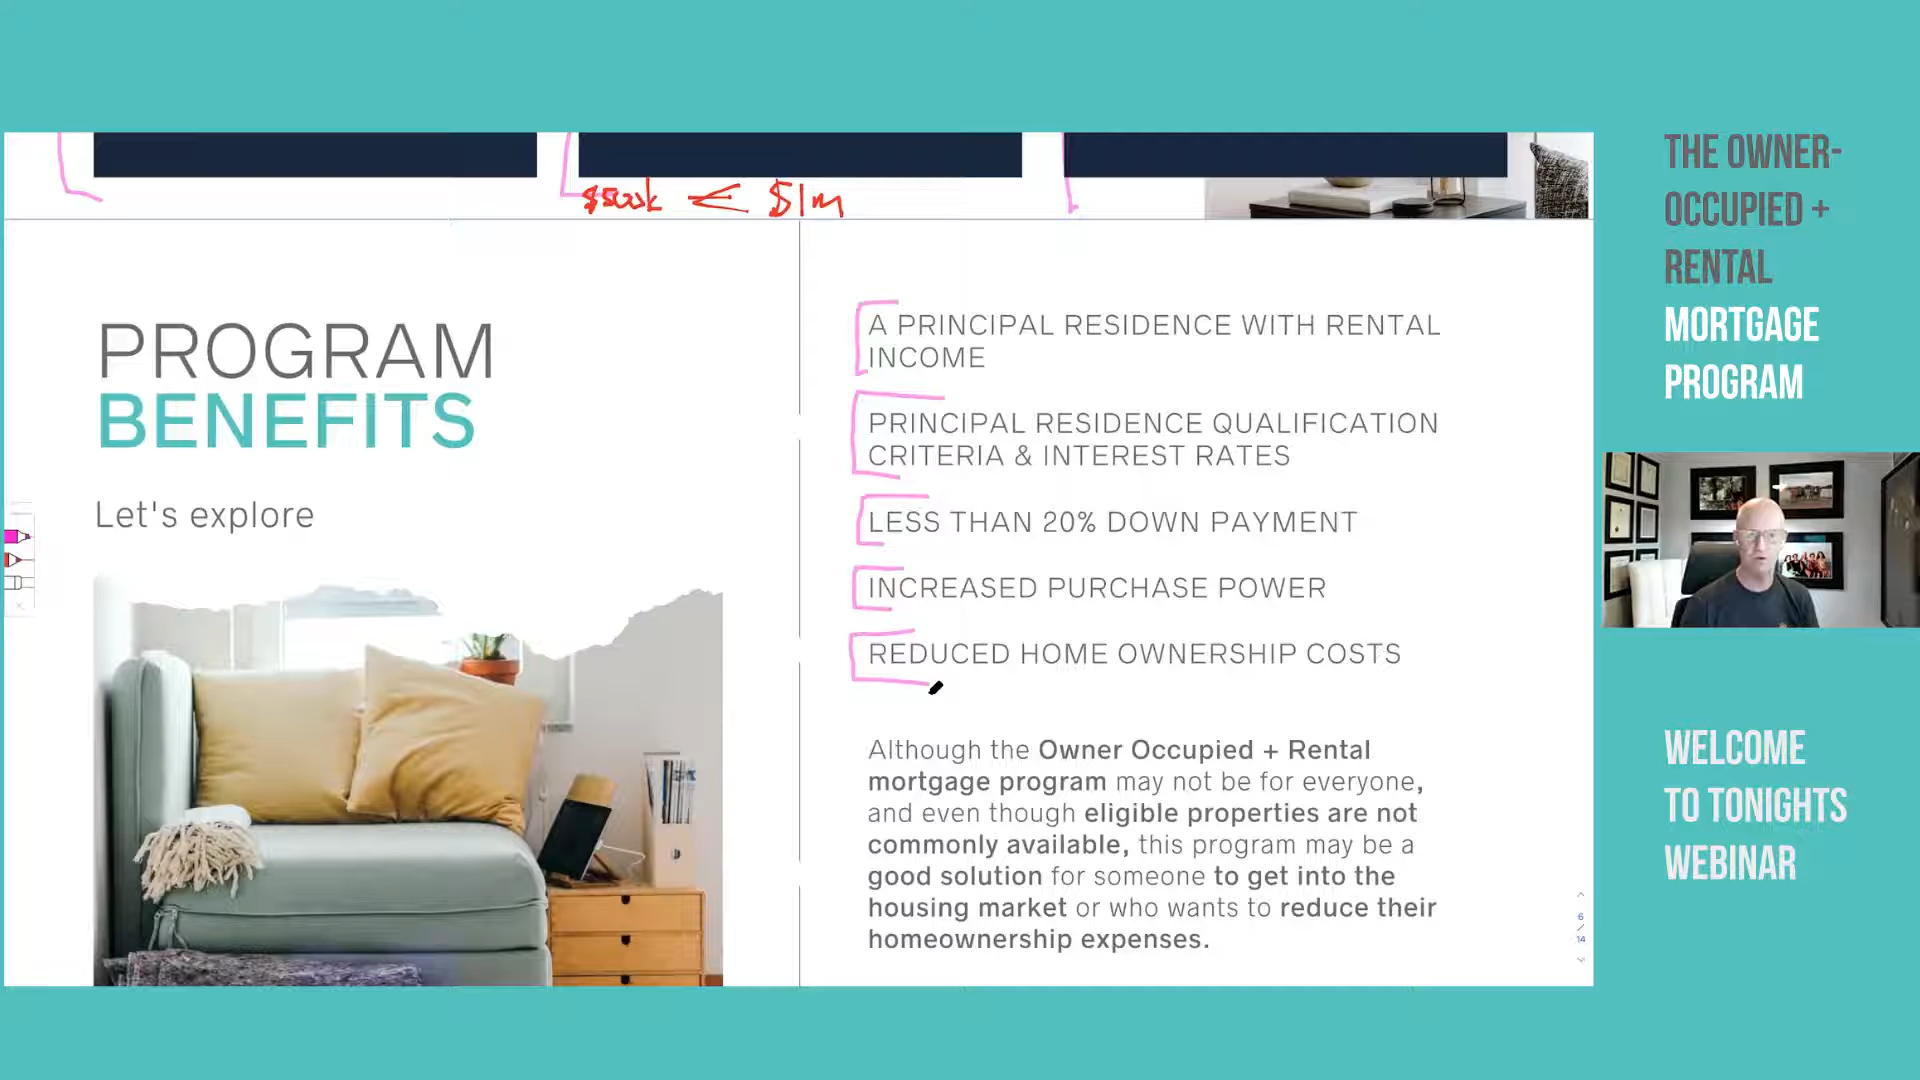 $500k < $1m
PROGRAM
BENEFITS
Let's explore
A PRINCIPAL RESIDENCE WITH RENTAL
INCOME
PRINCIPAL RESIDENCE QUALIFICATION
CRITERIA & INTEREST RATES
LESS THAN 20% DOWN PAYMENT
INCREASED PURCHASE POWER
REDUCED HOME OWNERSHIP COSTS
Although the Owner Occupied + Rental
mortgage program may not be for everyone,
and even though eligible properties are not
commonly available, this program may be a
good solution for someone to get into the
housing market or who wants to reduce their
homeownership expenses.
6
/
14
THE OWNER-
OCCUPIED +
RENTAL
MORTGAGE
PROGRAM
WELCOME
TO TONIGHTS
WEBINAR